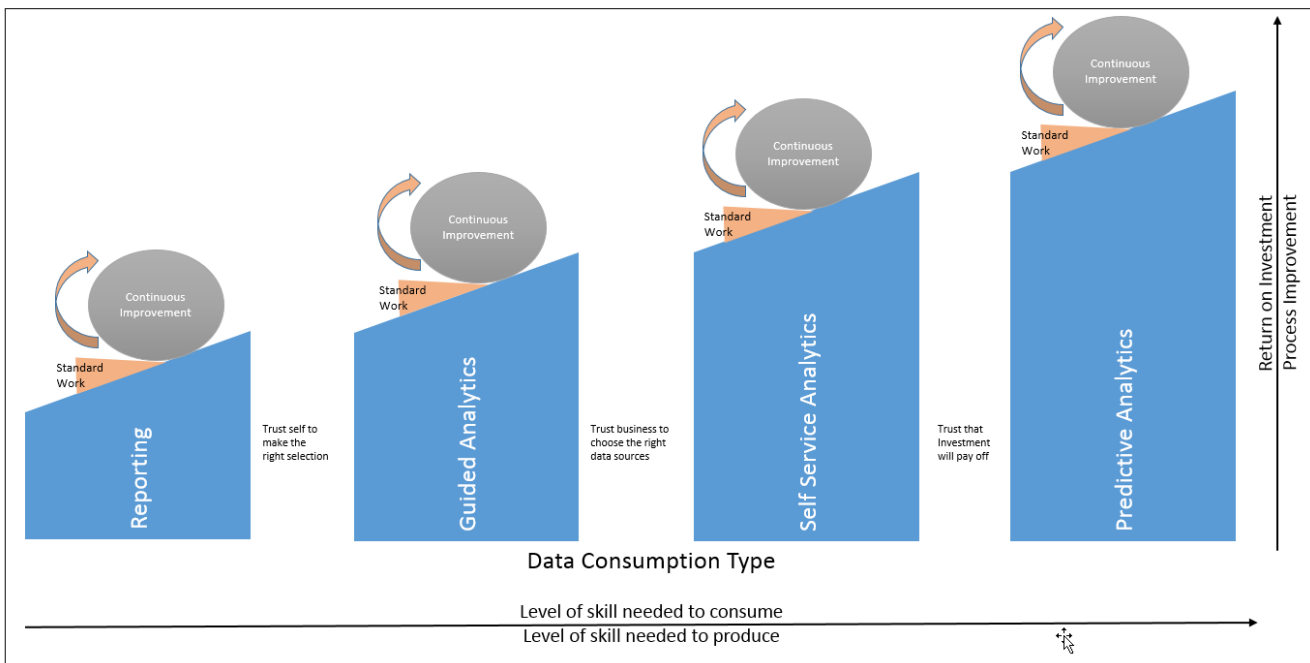 Continuous
Improvement
Standard
Work
Reporting
Trust self to
make the
right selection
Continuous
Improvement
Standard
Work
Guided Analytics
Trust business to
choose the right
data sources
Continuous
Improvement
Standard
Work
Self Service Analytics
Trust that
Investment
will pay off
Continuous
Improvement
Standard
Work
Predictive Analytics
Return on Investment
Process Improvement
Data Consumption Type
Level of skill needed to consume
Level of skill needed to produce